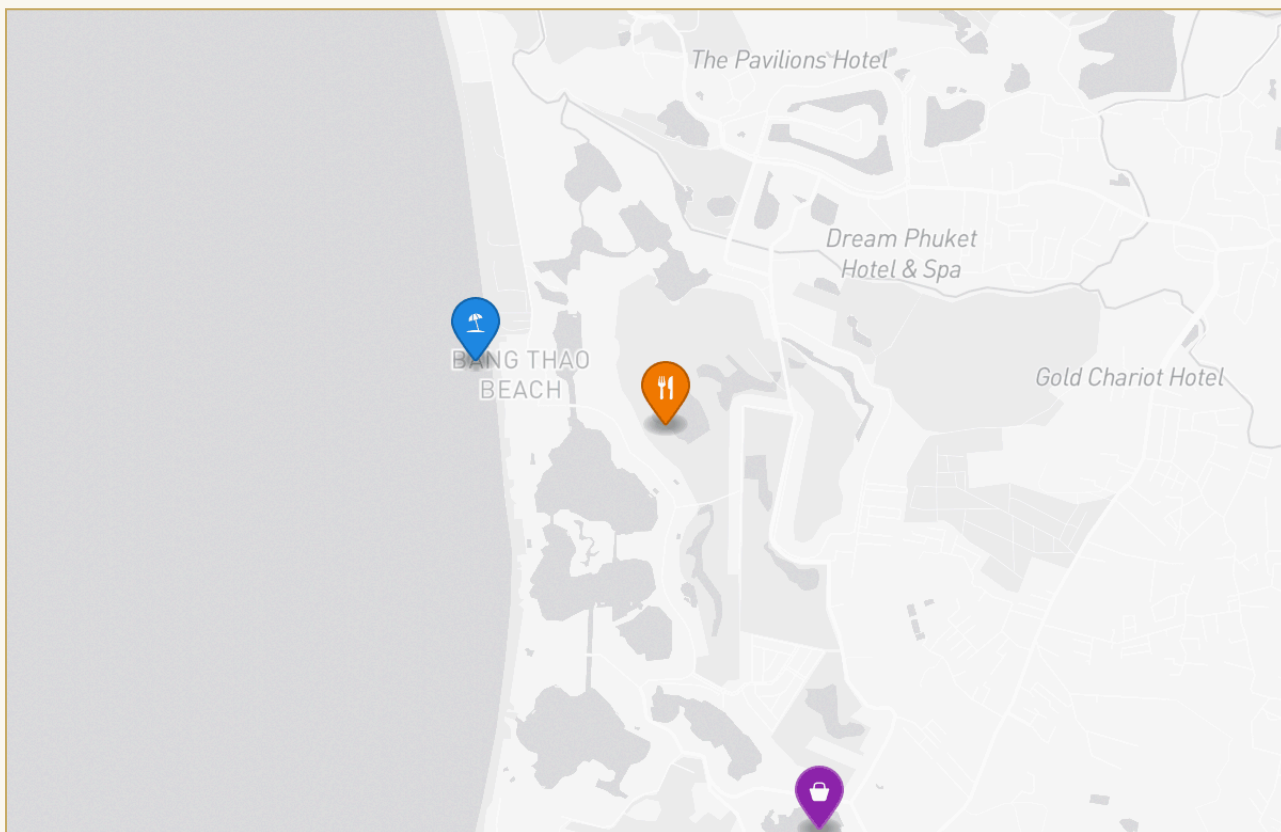 The Pavilions Hotel
Dream Phuket
Hotel & Spa
BANG THAO
BEACH
Gold Chariot Hotel